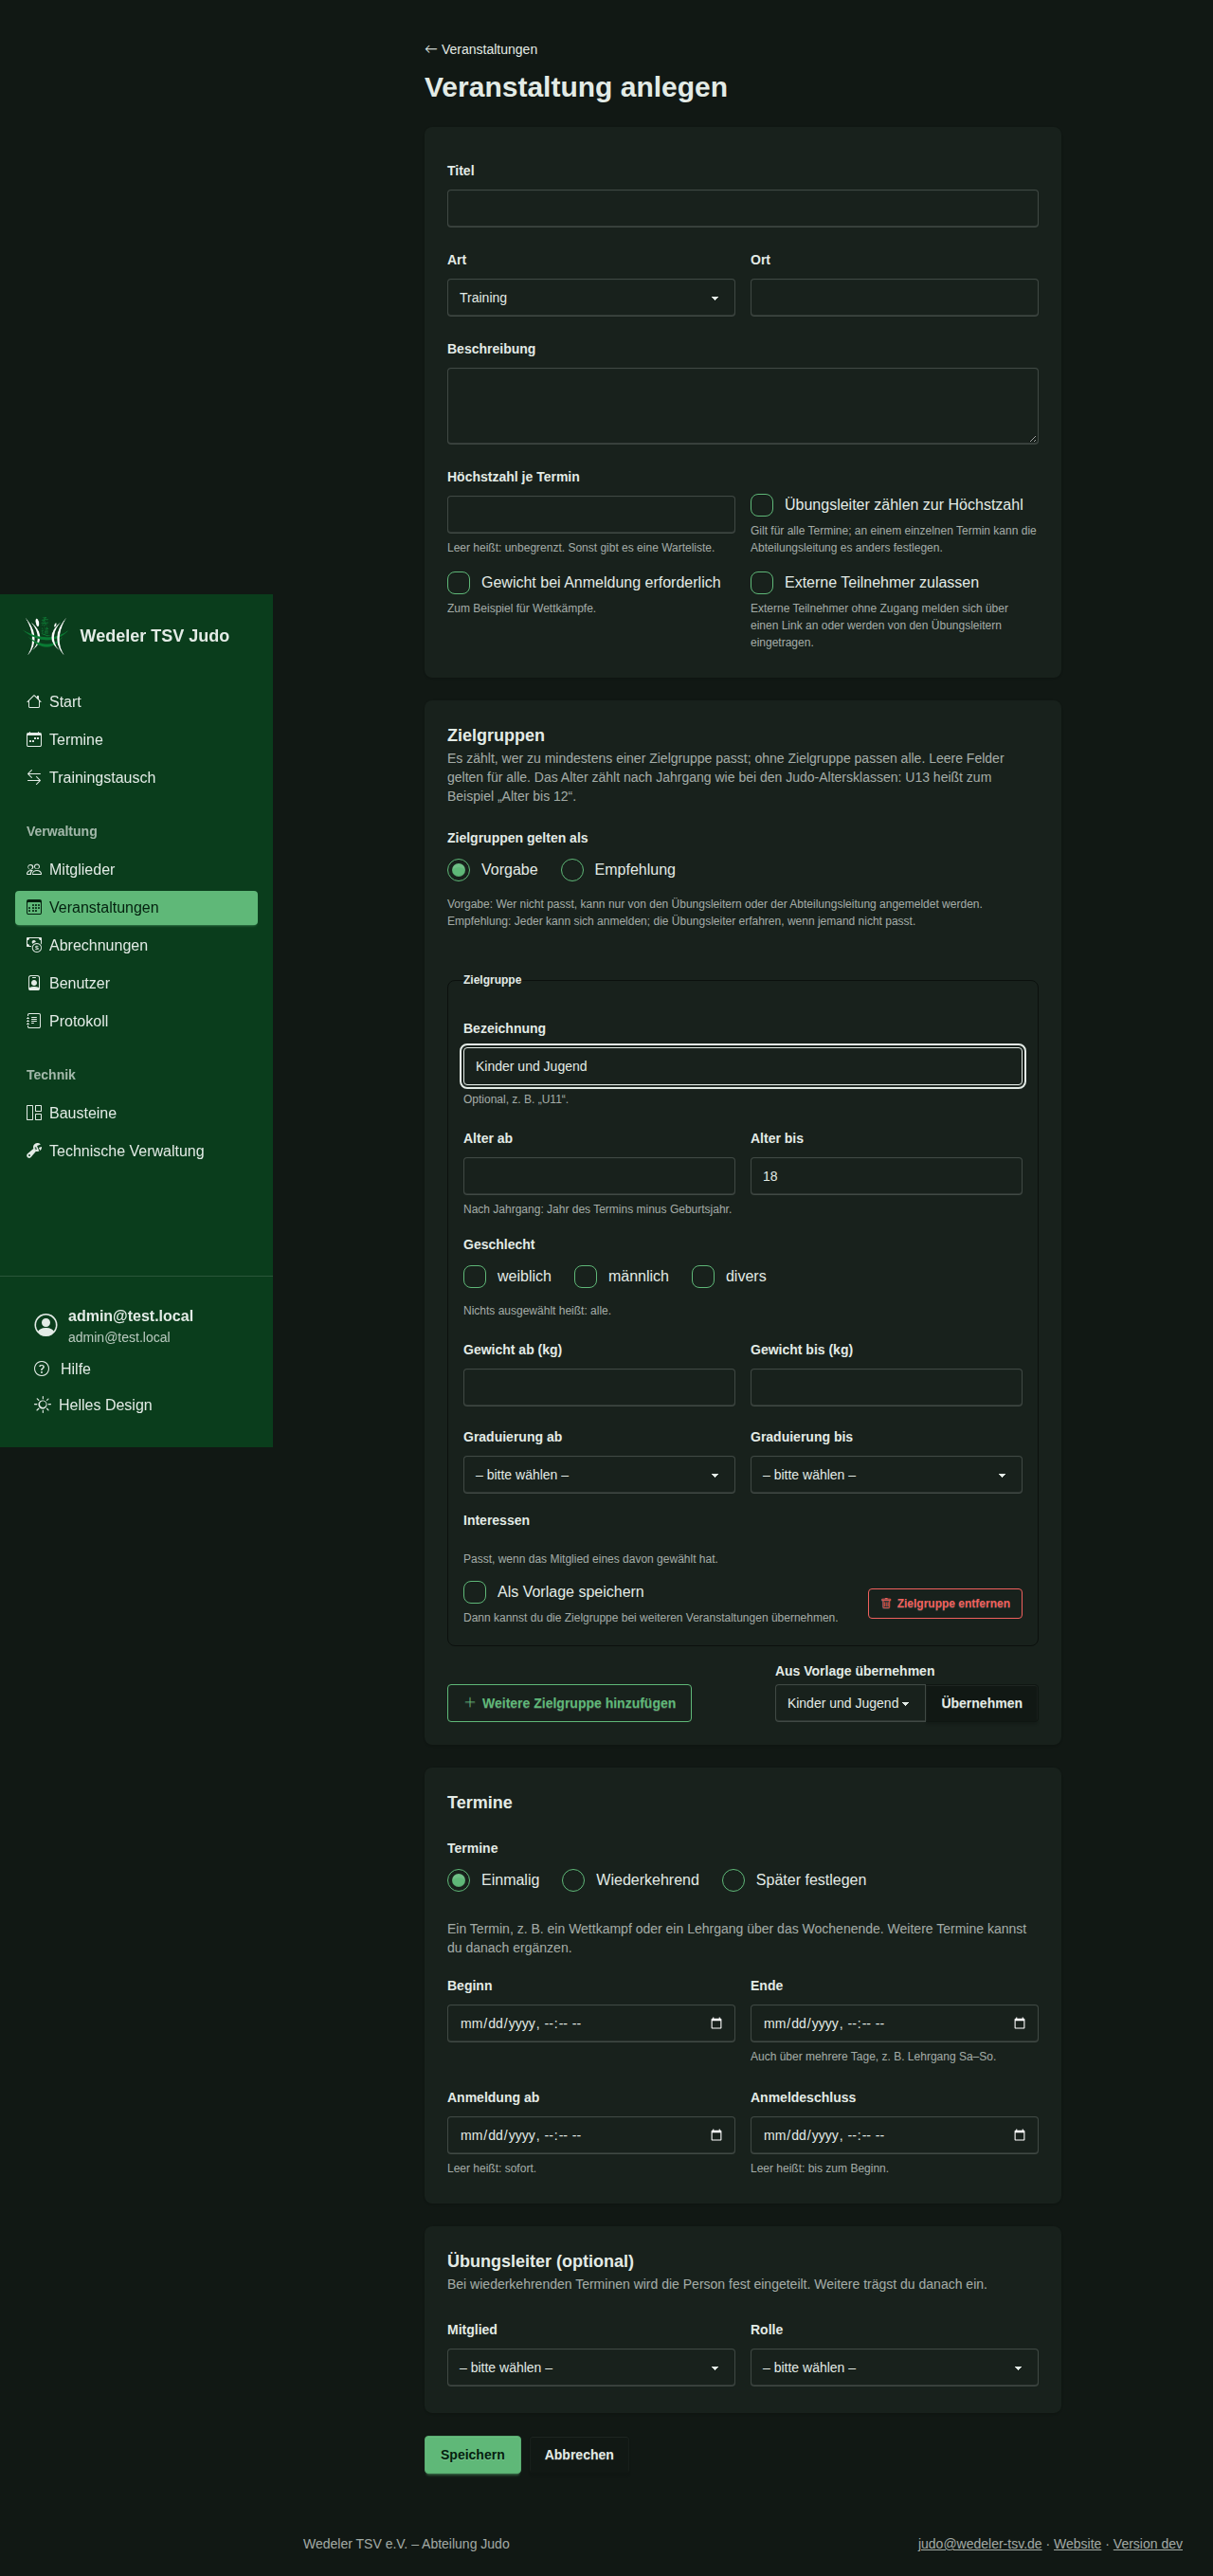 Veranstaltungen
Veranstaltung anlegen
Titel
Art
Ort
Training
Beschreibung
Höchstzahl je Termin
Leer heißt: unbegrenzt. Sonst gibt es eine Warteliste.
Übungsleiter zählen zur Höchstzahl
Gilt für alle Termine; an einem einzelnen Termin kann die
Abteilungsleitung es anders festlegen.
Gewicht bei Anmeldung erforderlich
Zum Beispiel für Wettkämpfe.
Externe Teilnehmer zulassen
Externe Teilnehmer ohne Zugang melden sich über
einen Link an oder werden von den Übungsleitern
eingetragen.
Wedeler TSV Judo
Start
Termine
Trainingstausch
Verwaltung
Mitglieder
Veranstaltungen
Abrechnungen
Benutzer
Protokoll
Technik
Bausteine
Technische Verwaltung
admin@test.local
admin@test.local
Hilfe
Helles Design
Zielgruppen
Es zählt, wer zu mindestens einer Zielgruppe passt; ohne Zielgruppe passen alle. Leere Felder
gelten für alle. Das Alter zählt nach Jahrgang wie bei den Judo-Altersklassen: U13 heißt zum
Beispiel „Alter bis 12“.
Zielgruppen gelten als
Vorgabe
Empfehlung
Vorgabe: Wer nicht passt, kann nur von den Übungsleitern oder der Abteilungsleitung angemeldet werden.
Empfehlung: Jeder kann sich anmelden; die Übungsleiter erfahren, wenn jemand nicht passt.
Zielgruppe
Bezeichnung
Kinder und Jugend
Optional, z. B. „U11“.
Alter ab
Alter bis
18
Nach Jahrgang: Jahr des Termins minus Geburtsjahr.
Geschlecht
weiblich
männlich
divers
Nichts ausgewählt heißt: alle.
Gewicht ab (kg)
Gewicht bis (kg)
Graduierung ab
Graduierung bis
– bitte wählen –
– bitte wählen –
Interessen
Passt, wenn das Mitglied eines davon gewählt hat.
Als Vorlage speichern
Dann kannst du die Zielgruppe bei weiteren Veranstaltungen übernehmen.
Zielgruppe entfernen
Weitere Zielgruppe hinzufügen
Aus Vorlage übernehmen
Kinder und Jugend
Übernehmen
Termine
Termine
Einmalig
Wiederkehrend
Später festlegen
Ein Termin, z. B. ein Wettkampf oder ein Lehrgang über das Wochenende. Weitere Termine kannst
du danach ergänzen.
Beginn
Ende
mm/dd/yyyy, --:-- --
mm/dd/yyyy, --:-- --
Auch über mehrere Tage, z. B. Lehrgang Sa–So.
Anmeldung ab
Anmeldeschluss
mm/dd/yyyy, --:-- --
mm/dd/yyyy, --:-- --
Leer heißt: sofort.
Leer heißt: bis zum Beginn.
Übungsleiter (optional)
Bei wiederkehrenden Terminen wird die Person fest eingeteilt. Weitere trägst du danach ein.
Mitglied
Rolle
– bitte wählen –
– bitte wählen –
Speichern
Abbrechen
Wedeler TSV e.V. – Abteilung Judo
judo@wedeler-tsv.de · Website · Version dev